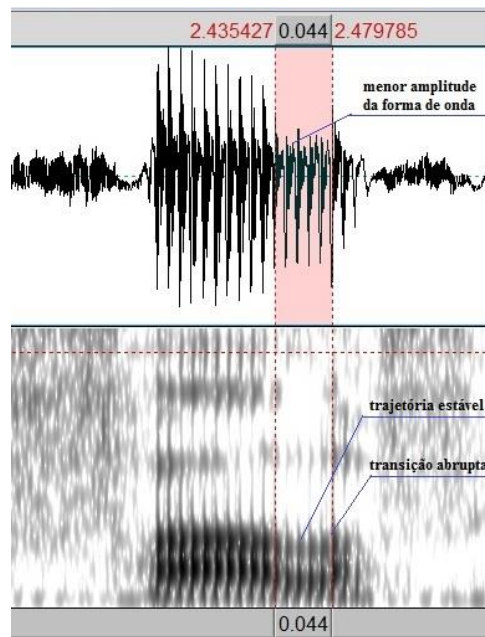 2.435427 0.044 2.479785
menor amplitude
da forma de onda
trajetória estável
transição abrupta
0.044